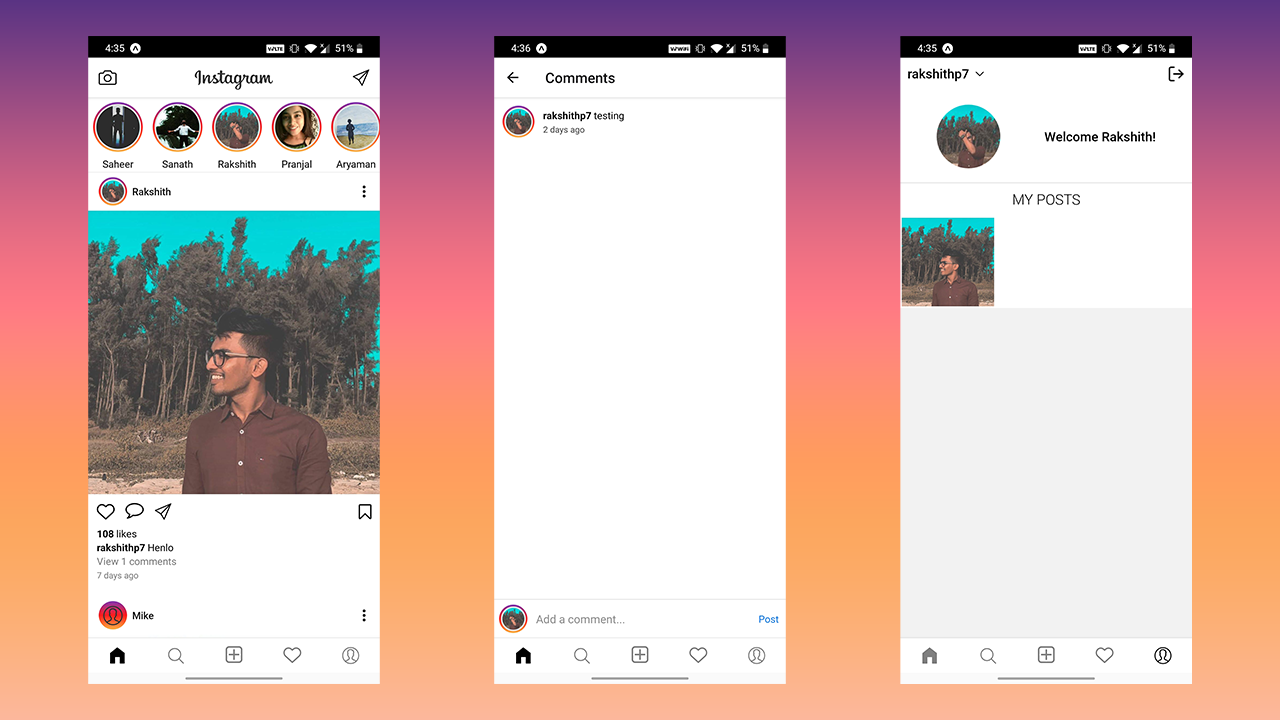 4:35 VoLTE 51%
Instagram
Saheer Sanath Rakshith Pranjal Aryaman
Rakshith
108 likes
rakshithp7 Henlo
View 1 comments
7 days ago
Mike
4:36 VoWiFi 51%
Comments
rakshithp7 testing
2 days ago
Add a comment... Post
4:35 VoLTE 51%
rakshithp7
Welcome Rakshith!
MY POSTS